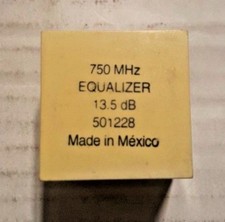 750 MHz
EQUALIZER
13.5 dB
501228
Made in México